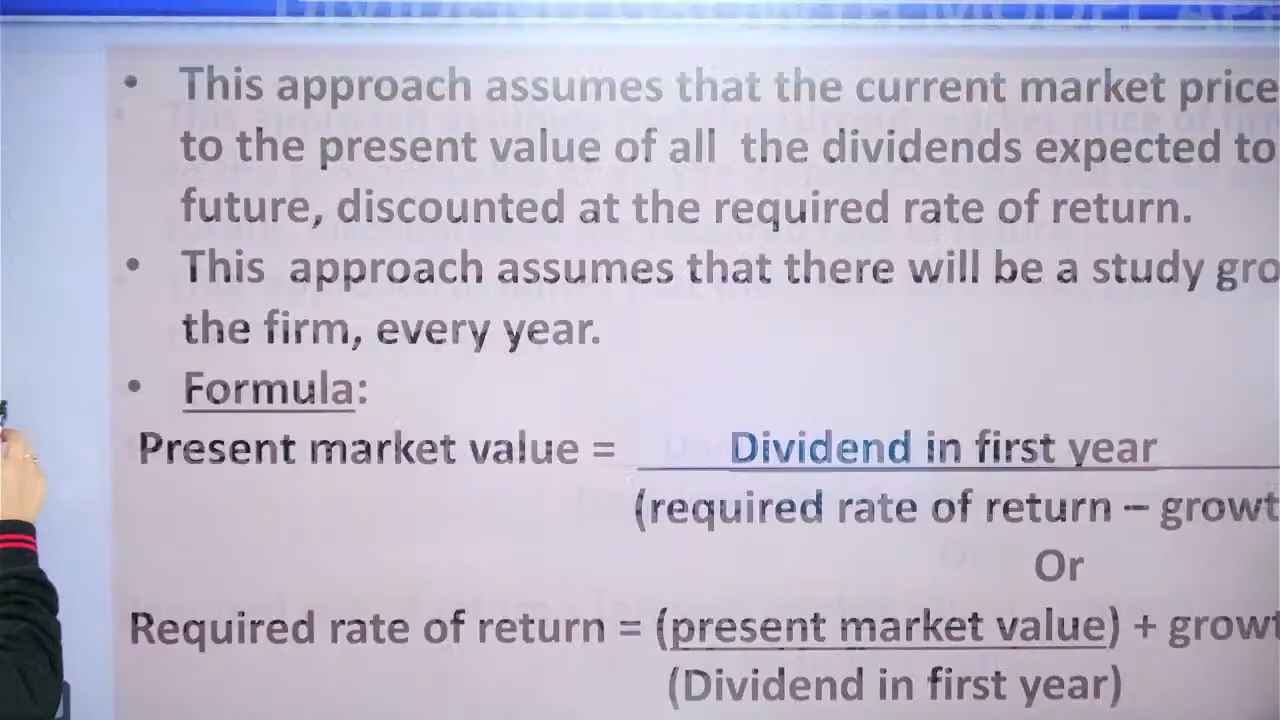 • This approach assumes that the current market price
to the present value of all the dividends expected to
future, discounted at the required rate of return.
• This approach assumes that there will be a study gro
the firm, every year.
• Formula:
Present market value = Dividend in first year
(required rate of return – growt
Or
Required rate of return = (present market value) + growt
(Dividend in first year)